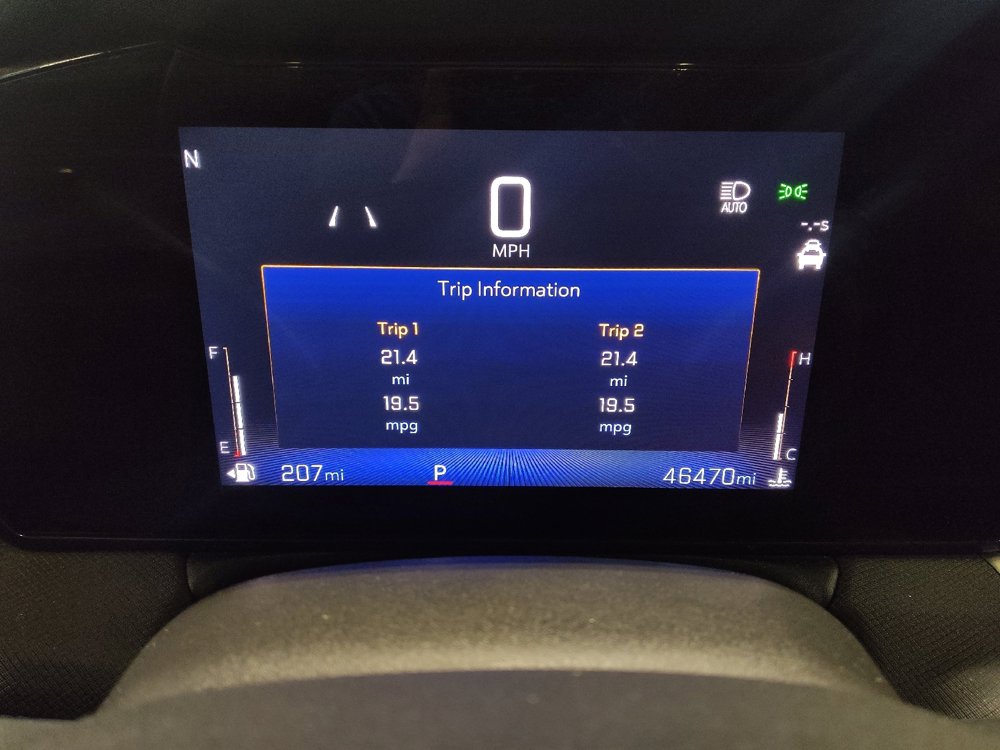 N
0
MPH
AUTO
-.-s
Trip Information
Trip 1 Trip 2
21.4 21.4
mi mi
19.5 19.5
mpg mpg
F H
E C
207mi P 46470mi